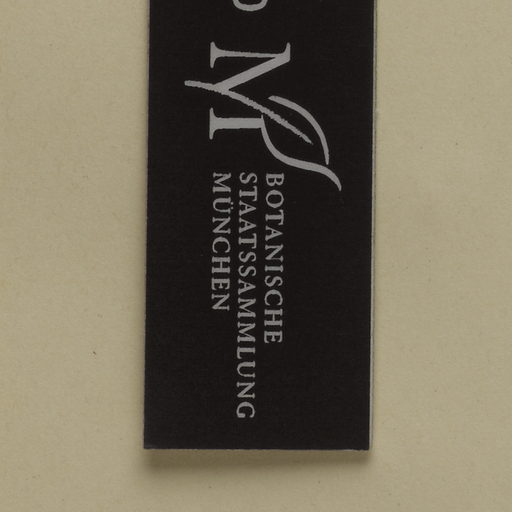 M
BOTANISCHE
STAATSSAMMLUNG
MÜNCHEN